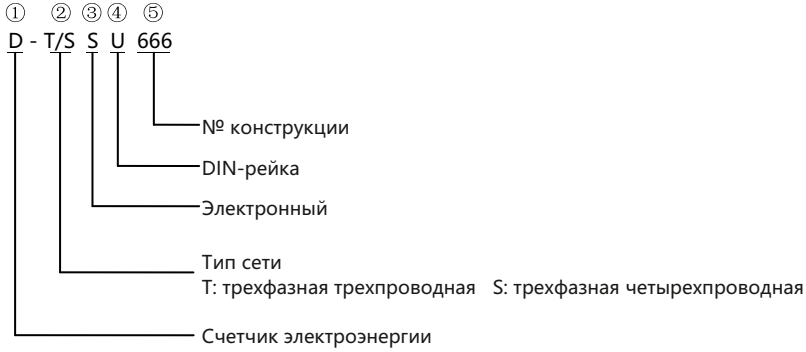 ① ② ③ ④ ⑤
D - T/S S U 666
№ конструкции
DIN-рейка
Электронный
Тип сети
T: трехфазная трехпроводная S: трехфазная четырехпроводная
Счетчик электроэнергии